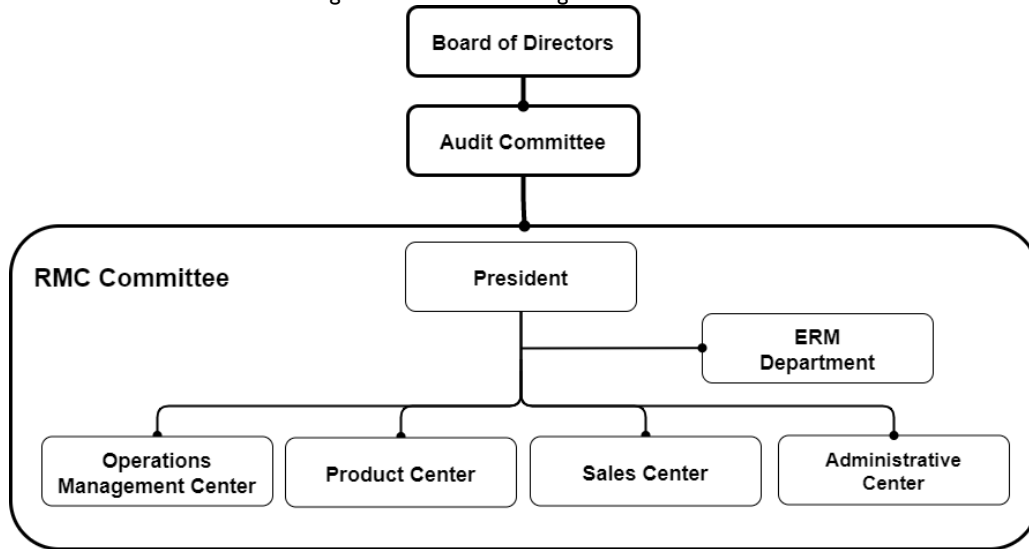 Board of Directors
Audit Committee
RMC Committee
President
ERM
Department
Operations
Management Center
Product Center
Sales Center
Administrative
Center